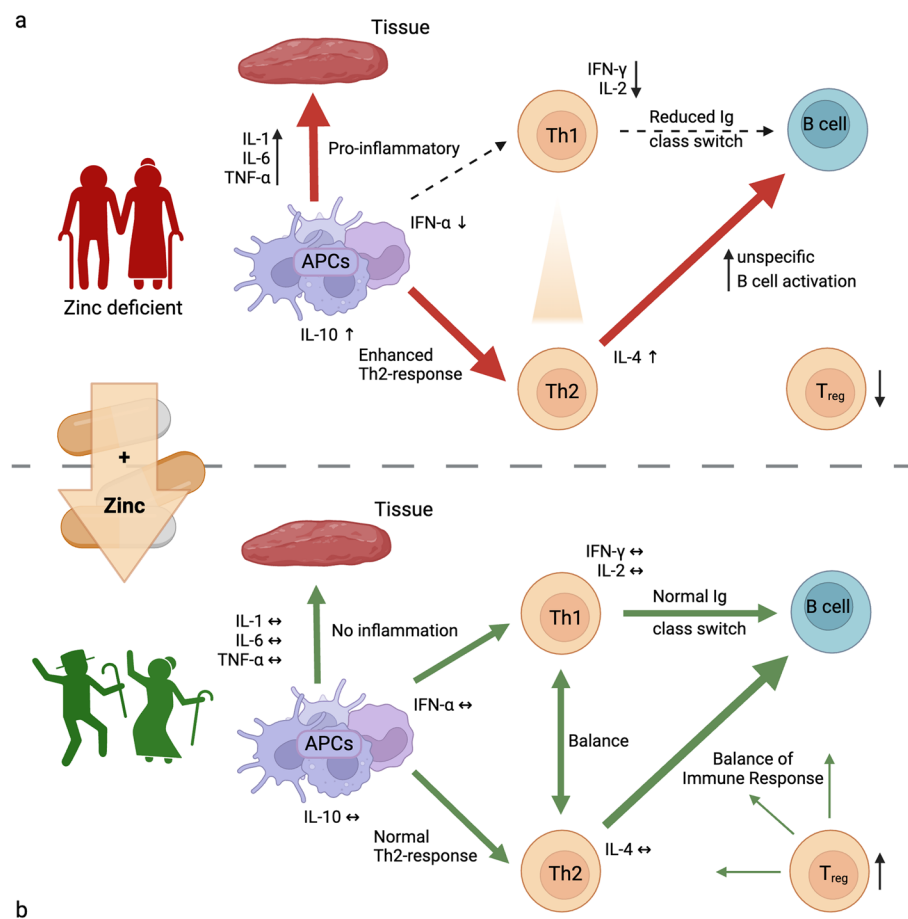 a
Tissue
IL-1
IL-6
TNF-α
Pro-inflammatory
IFN-γ
IL-2
Th1
Reduced Ig
class switch
B cell
APCs
IFN-α ↓
IL-10 ↑
Enhanced
Th2-response
Th2
IL-4 ↑
unspecific
B cell activation
Treg
Zinc deficient
+
Zinc
Tissue
IL-1 ↔
IL-6 ↔
TNF-α ↔
No inflammation
IFN-γ ↔
IL-2 ↔
Th1
Normal Ig
class switch
B cell
APCs
IFN-α ↔
IL-10 ↔
Normal
Th2-response
Balance
Th2
IL-4 ↔
Balance of
Immune Response
Treg
b